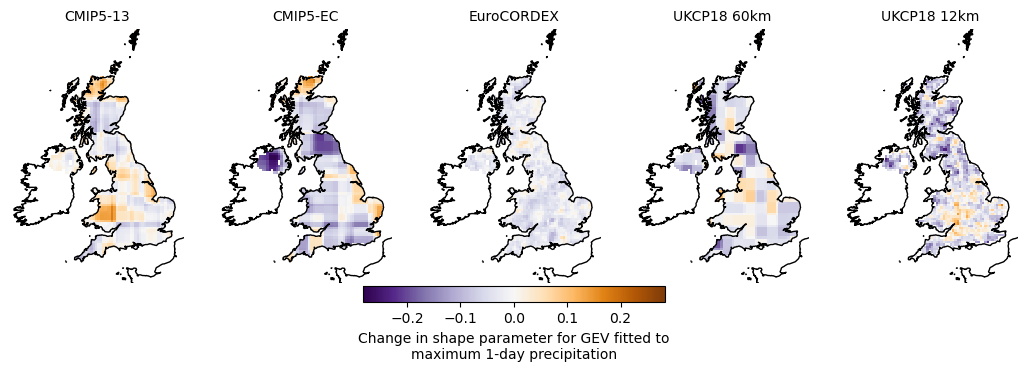 CMIP5-13 CMIP5-EC EuroCORDEX UKCP18 60km UKCP18 12km
−0.2 −0.1 0.0 0.1 0.2
Change in shape parameter for GEV fitted to
maximum 1-day precipitation